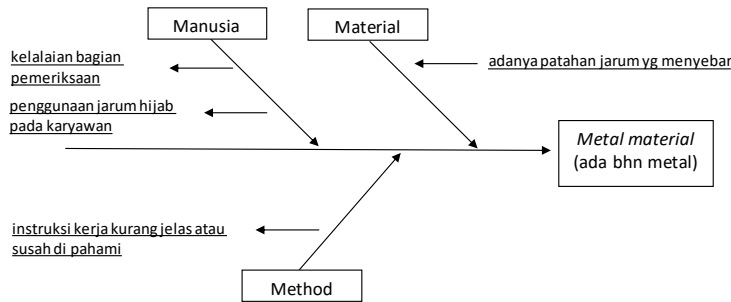 Manusia
Material
kelalaian bagian
pemeriksaan
adanya patahan jarum yg menyebar
penggunaan jarum hijab
pada karyawan
Metal material
(ada bhn metal)
instruksi kerja kurang jelas atau
susah di pahami
Method